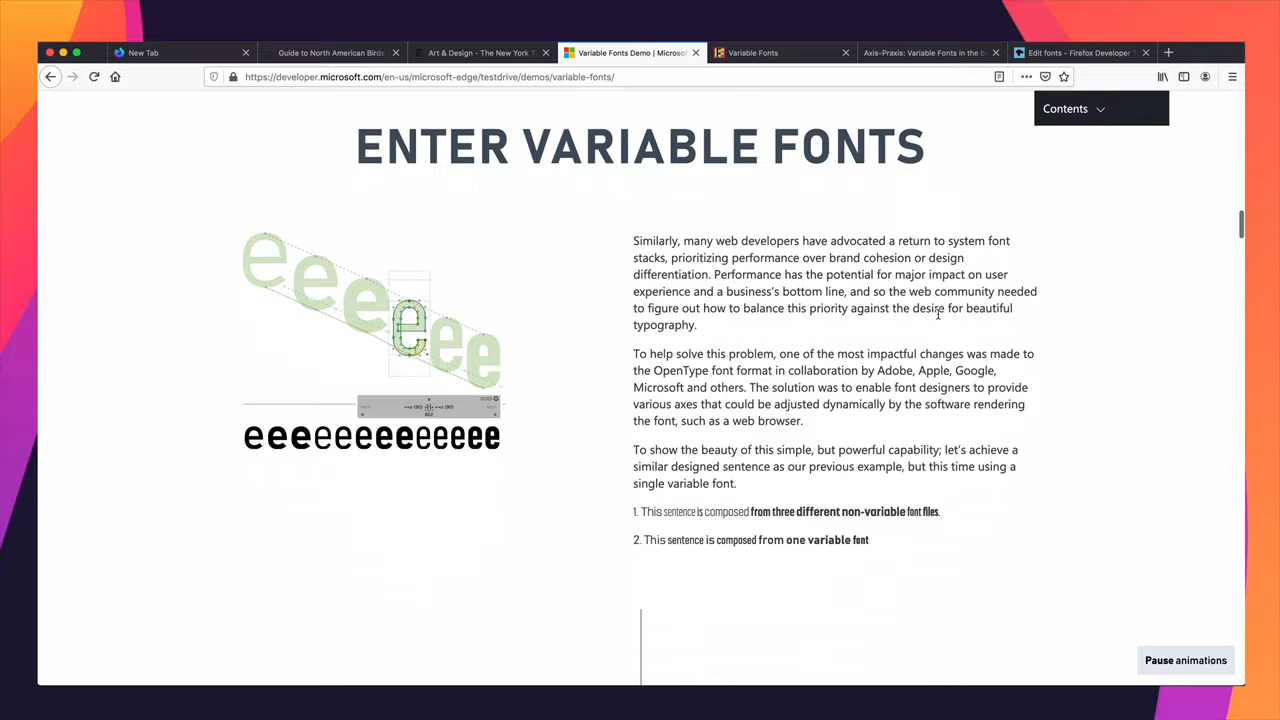 New Tab
Guide to North American Birds
Art & Design - The New York T
Variable Fonts Demo | Microsof
Variable Fonts
Axis-Praxis: Variable Fonts in the b
Edit fonts - Firefox Developer T
https://developer.microsoft.com/en-us/microsoft-edge/testdrive/demos/variable-fonts/
Contents
ENTER VARIABLE FONTS
eeeeee
eeeeeeeeeeeee
Similarly, many web developers have advocated a return to system font
stacks, prioritizing performance over brand cohesion or design
differentiation. Performance has the potential for major impact on user
experience and a business's bottom line, and so the web community needed
to figure out how to balance this priority against the desire for beautiful
typography.
To help solve this problem, one of the most impactful changes was made to
the OpenType font format in collaboration by Adobe, Apple, Google,
Microsoft and others. The solution was to enable font designers to provide
various axes that could be adjusted dynamically by the software rendering
the font, such as a web browser.
To show the beauty of this simple, but powerful capability; let's achieve a
similar designed sentence as our previous example, but this time using a
single variable font.
1. This sentence is composed from three different non-variable font files.
2. This sentence is composed from one variable font
Pause animations